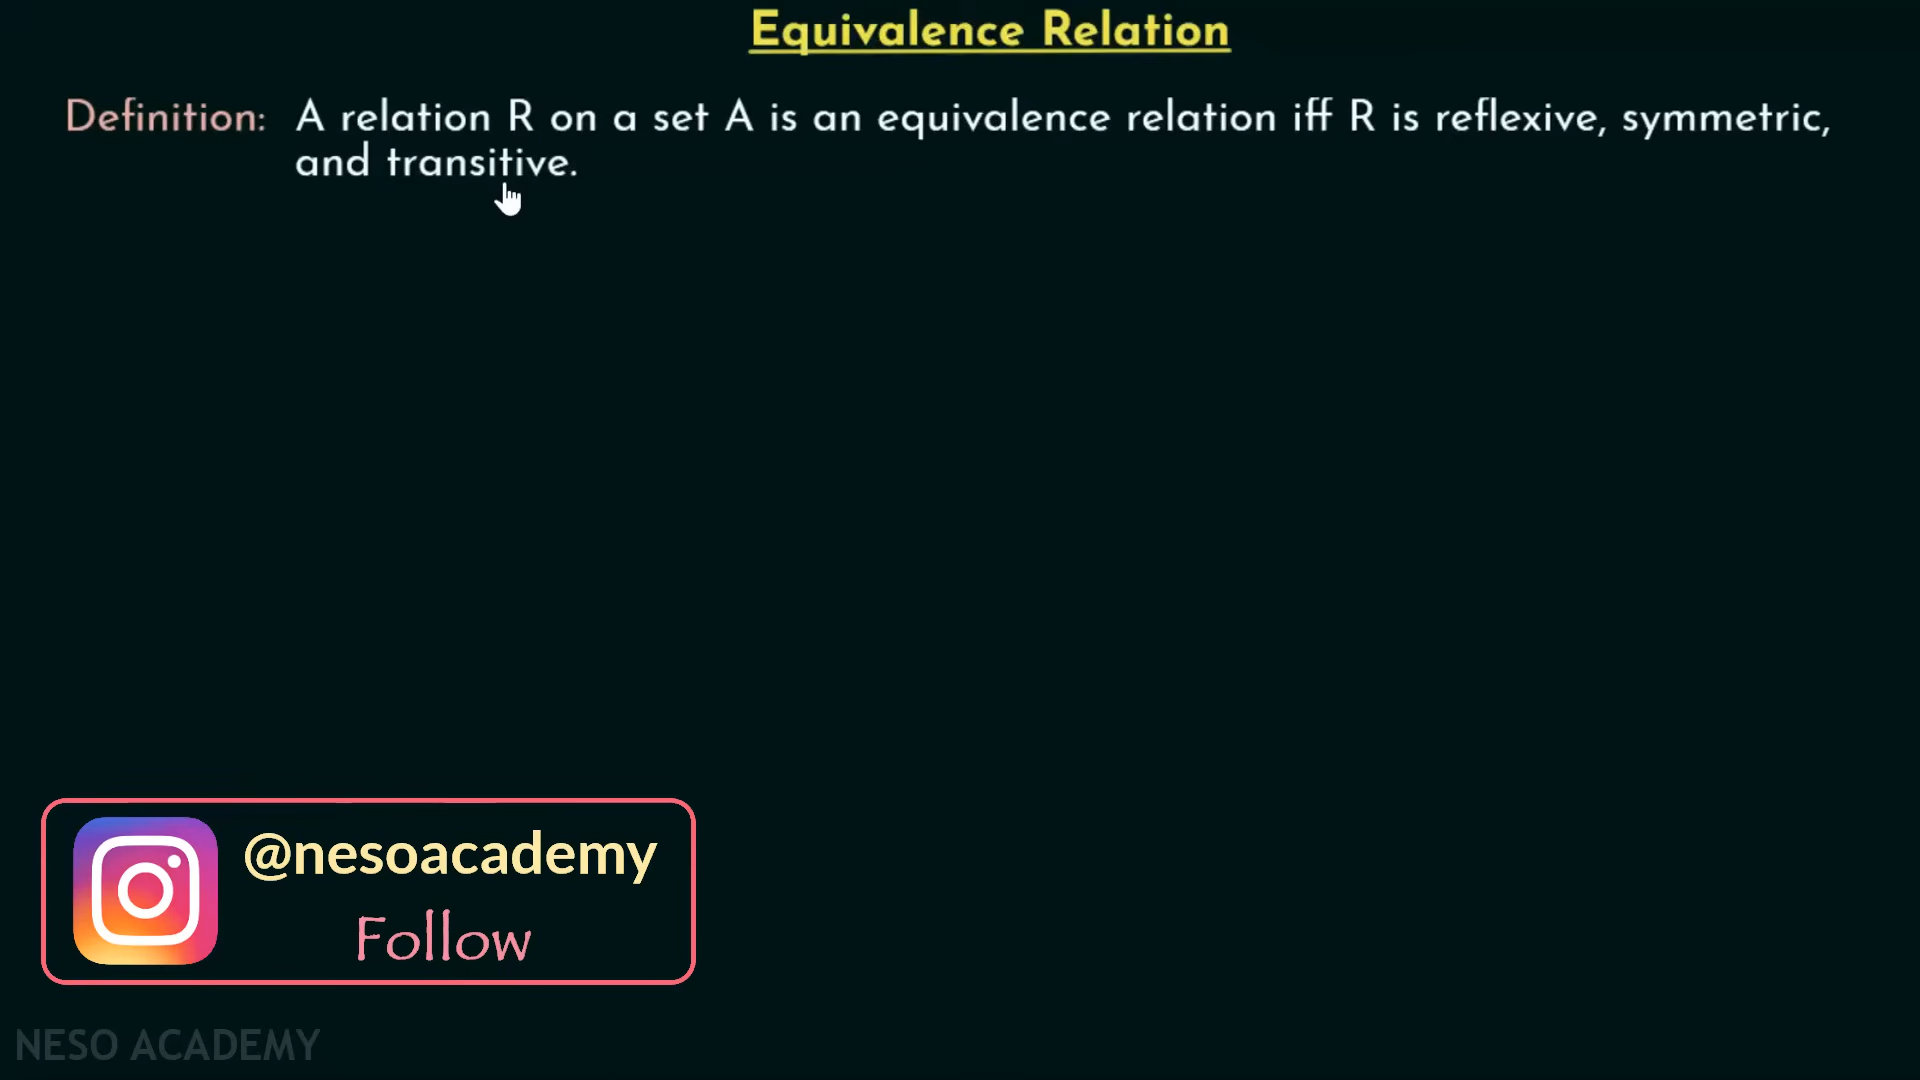 Equivalence Relation
Definition: A relation R on a set A is an equivalence relation iff R is reflexive, symmetric,
and transitive.
@nesoacademy
Follow
NESO ACADEMY